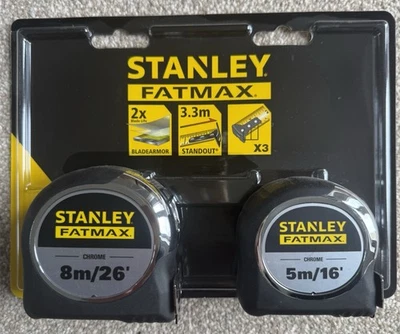 STANLEY
FATMAX®
2x
BLADEARMOR
3.3m
STANDOUT*
X3
STANLEY
FATMAX
CHROME
8m/26'
STANLEY
FATMAX
CHROME
5m/16'